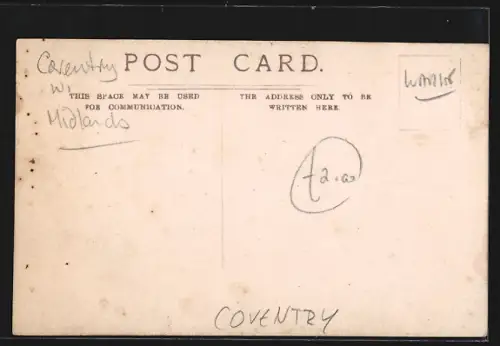 Coventry
W.
Midlands
POST CARD.
THIS SPACE MAY BE USED
FOR COMMUNICATION.
THE ADDRESS ONLY TO BE
WRITTEN HERE.
£2.00
COVENTRY